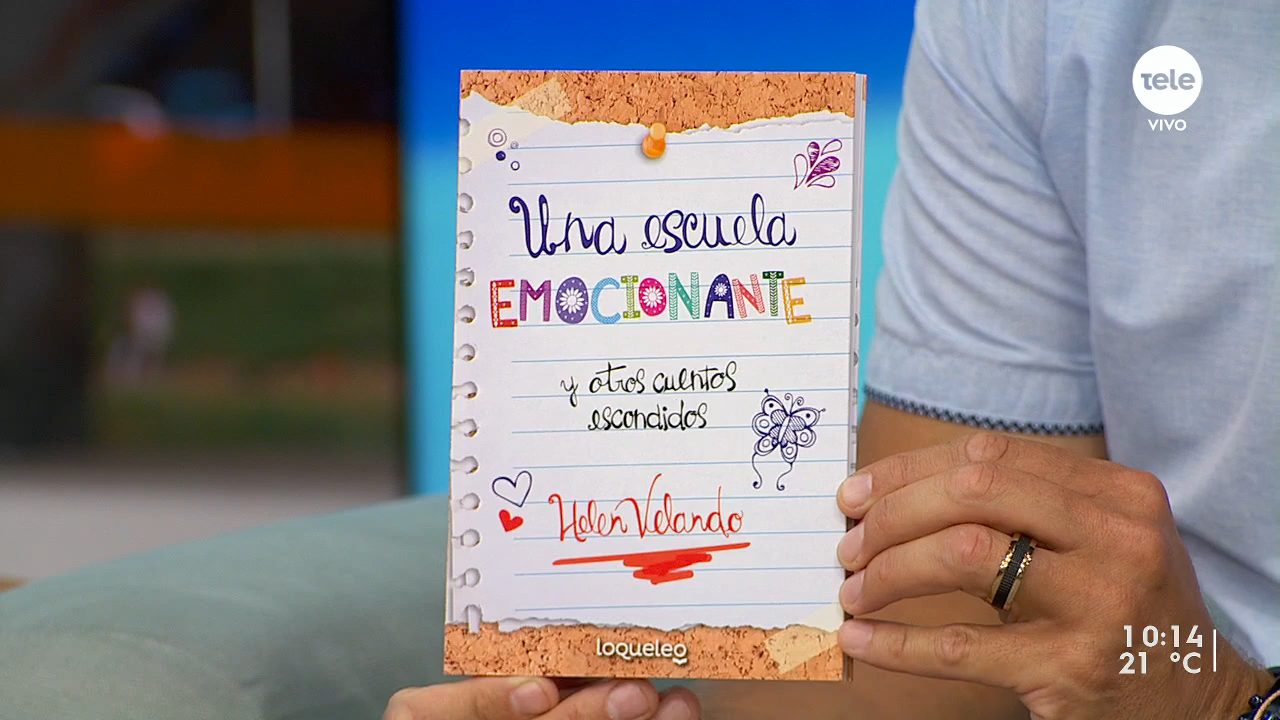 tele
VIVO
Una escuela
EMOCIONANTE
y otros cuentos
escondidos
Helen Velando
loqueleo
10:14
21 °C